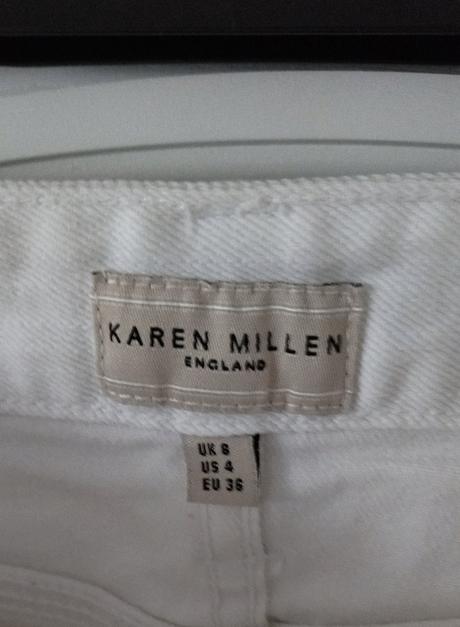 KAREN MILLEN
ENGLAND
UK 8
US 4
EU 36